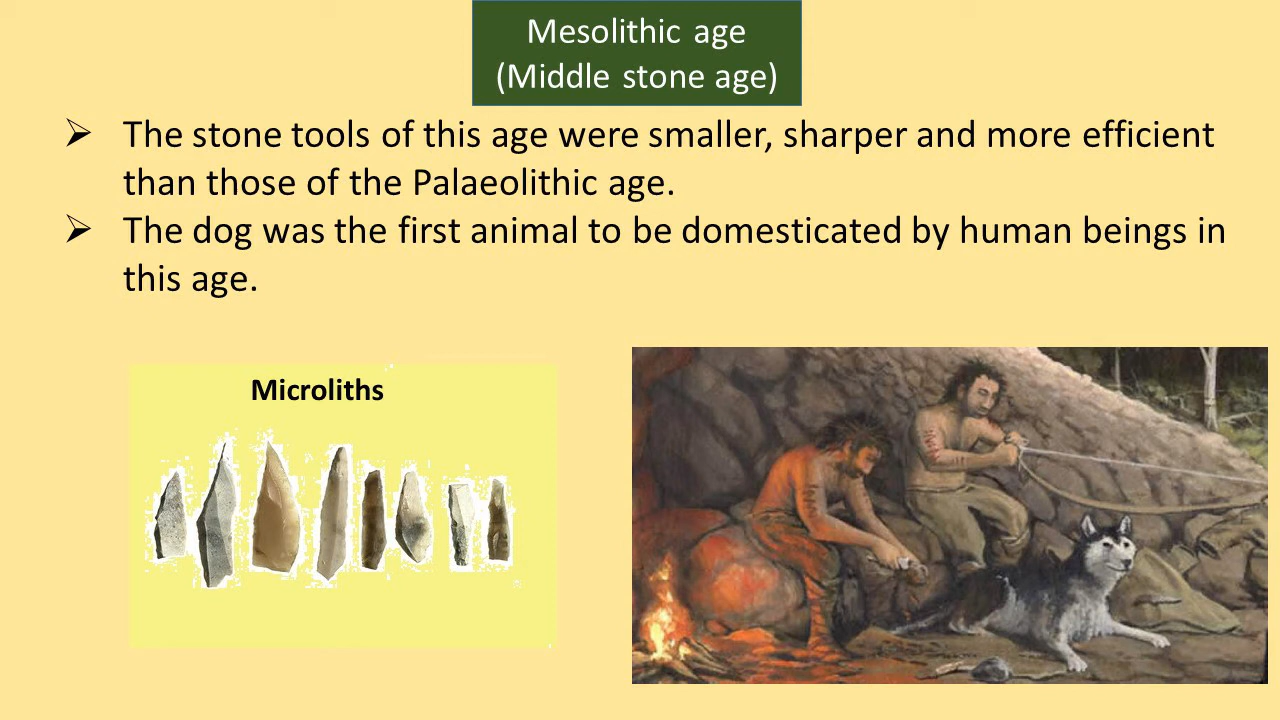 Mesolithic age
(Middle stone age)
➢ The stone tools of this age were smaller, sharper and more efficient
than those of the Palaeolithic age.
➢ The dog was the first animal to be domesticated by human beings in
this age.
Microliths